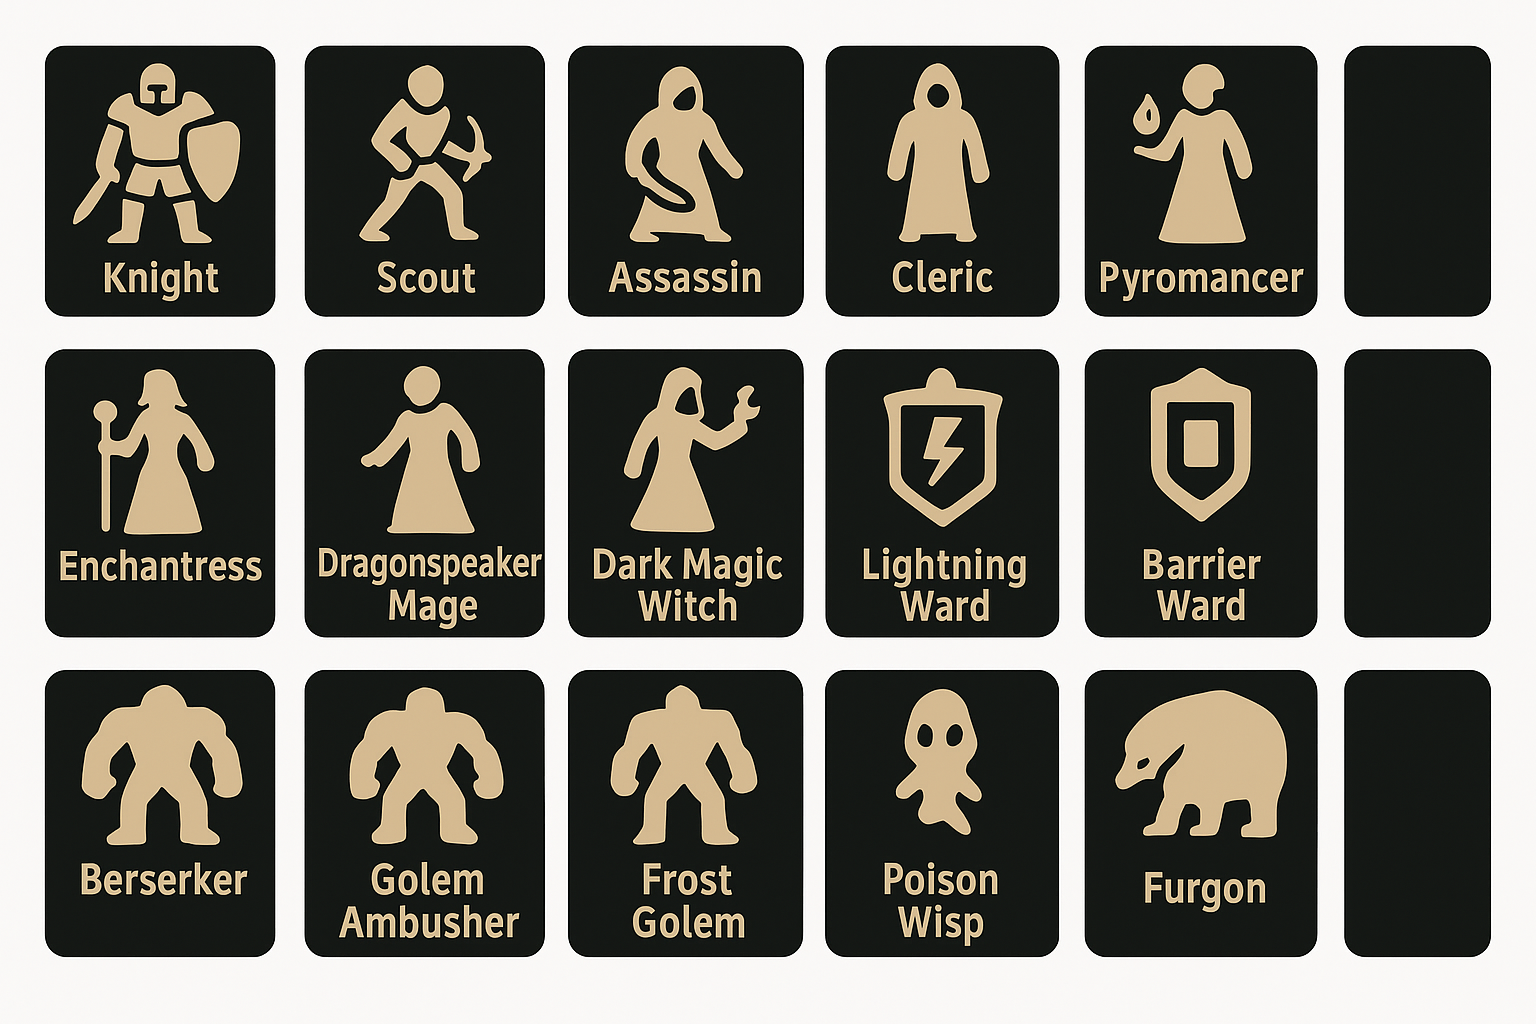 Knight
Scout
Assassin
Cleric
Pyromancer
Enchantress
Dragonspeaker
Mage
Dark Magic
Witch
Lightning
Ward
Barrier
Ward
Berserker
Golem
Ambusher
Frost
Golem
Poison
Wisp
Furgon